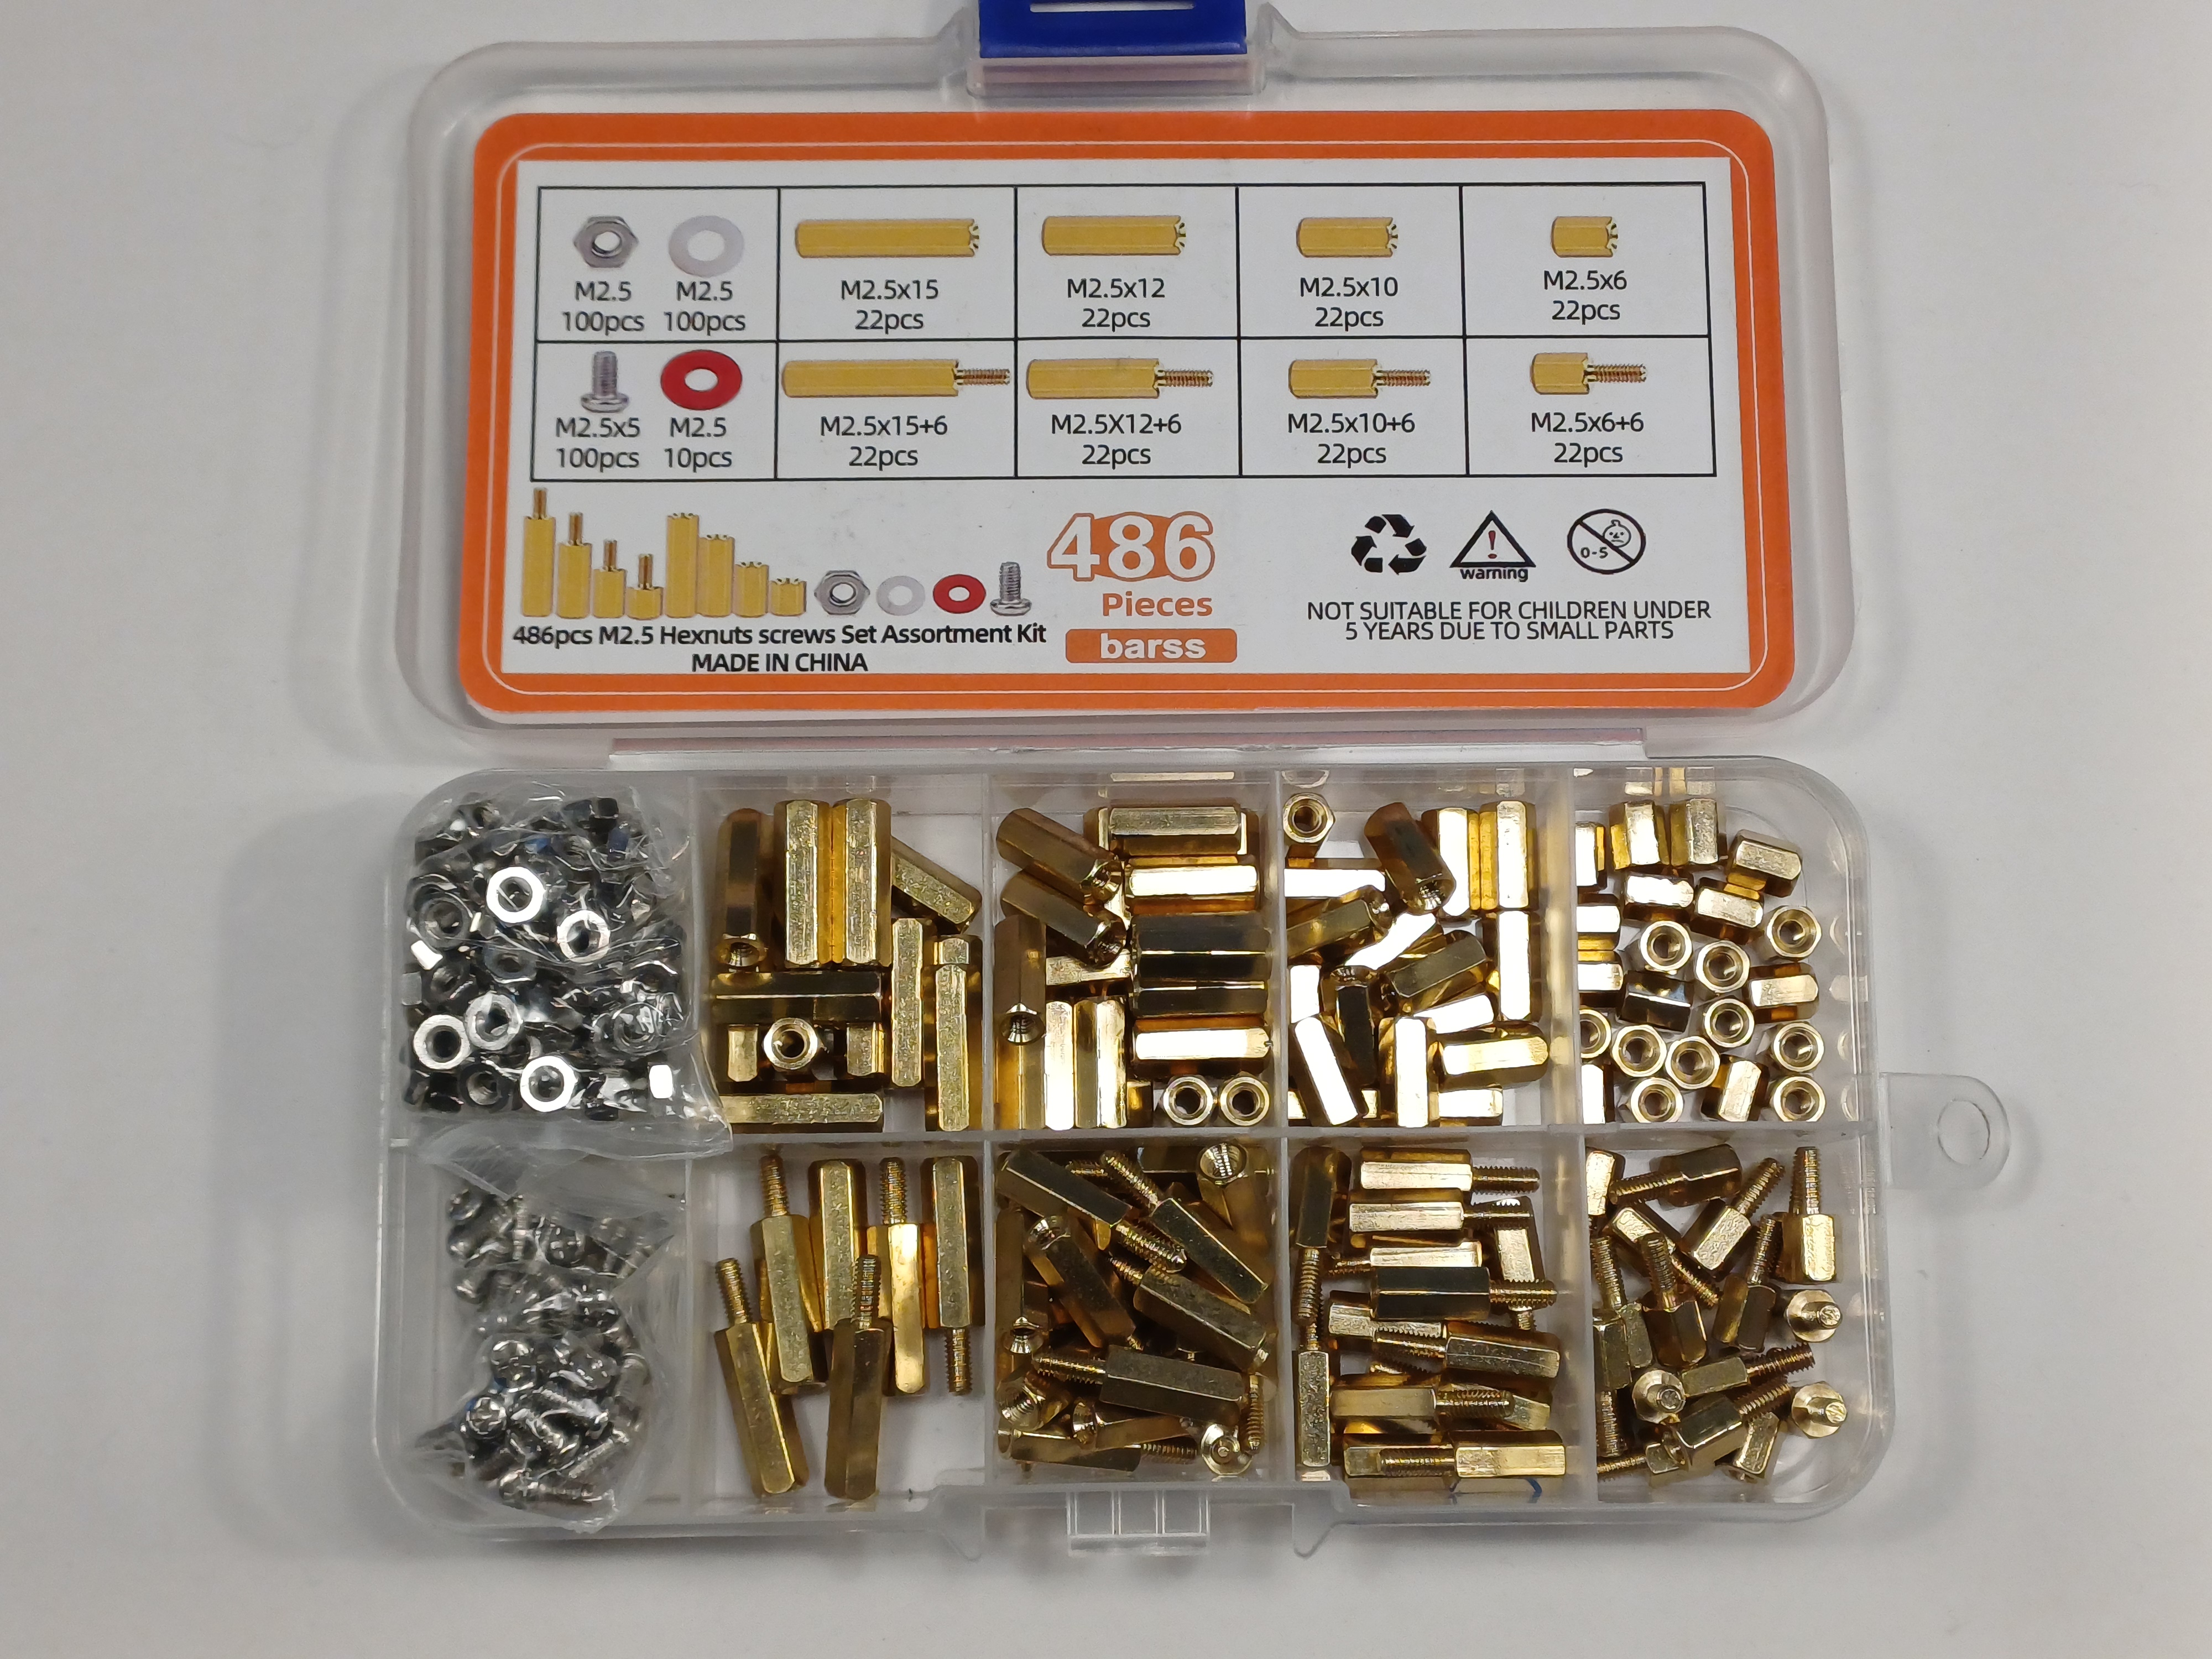 M2.5 M2.5
100pcs 100pcs
M2.5x15
22pcs
M2.5x12
22pcs
M2.5x10
22pcs
M2.5x6
22pcs
M2.5x5 M2.5
100pcs 10pcs
M2.5x15+6
22pcs
M2.5X12+6
22pcs
M2.5x10+6
22pcs
M2.5x6+6
22pcs
486pcs M2.5 Hexnuts screws Set Assortment Kit
MADE IN CHINA
486
Pieces
barss
!
warning
0-5
NOT SUITABLE FOR CHILDREN UNDER
5 YEARS DUE TO SMALL PARTS